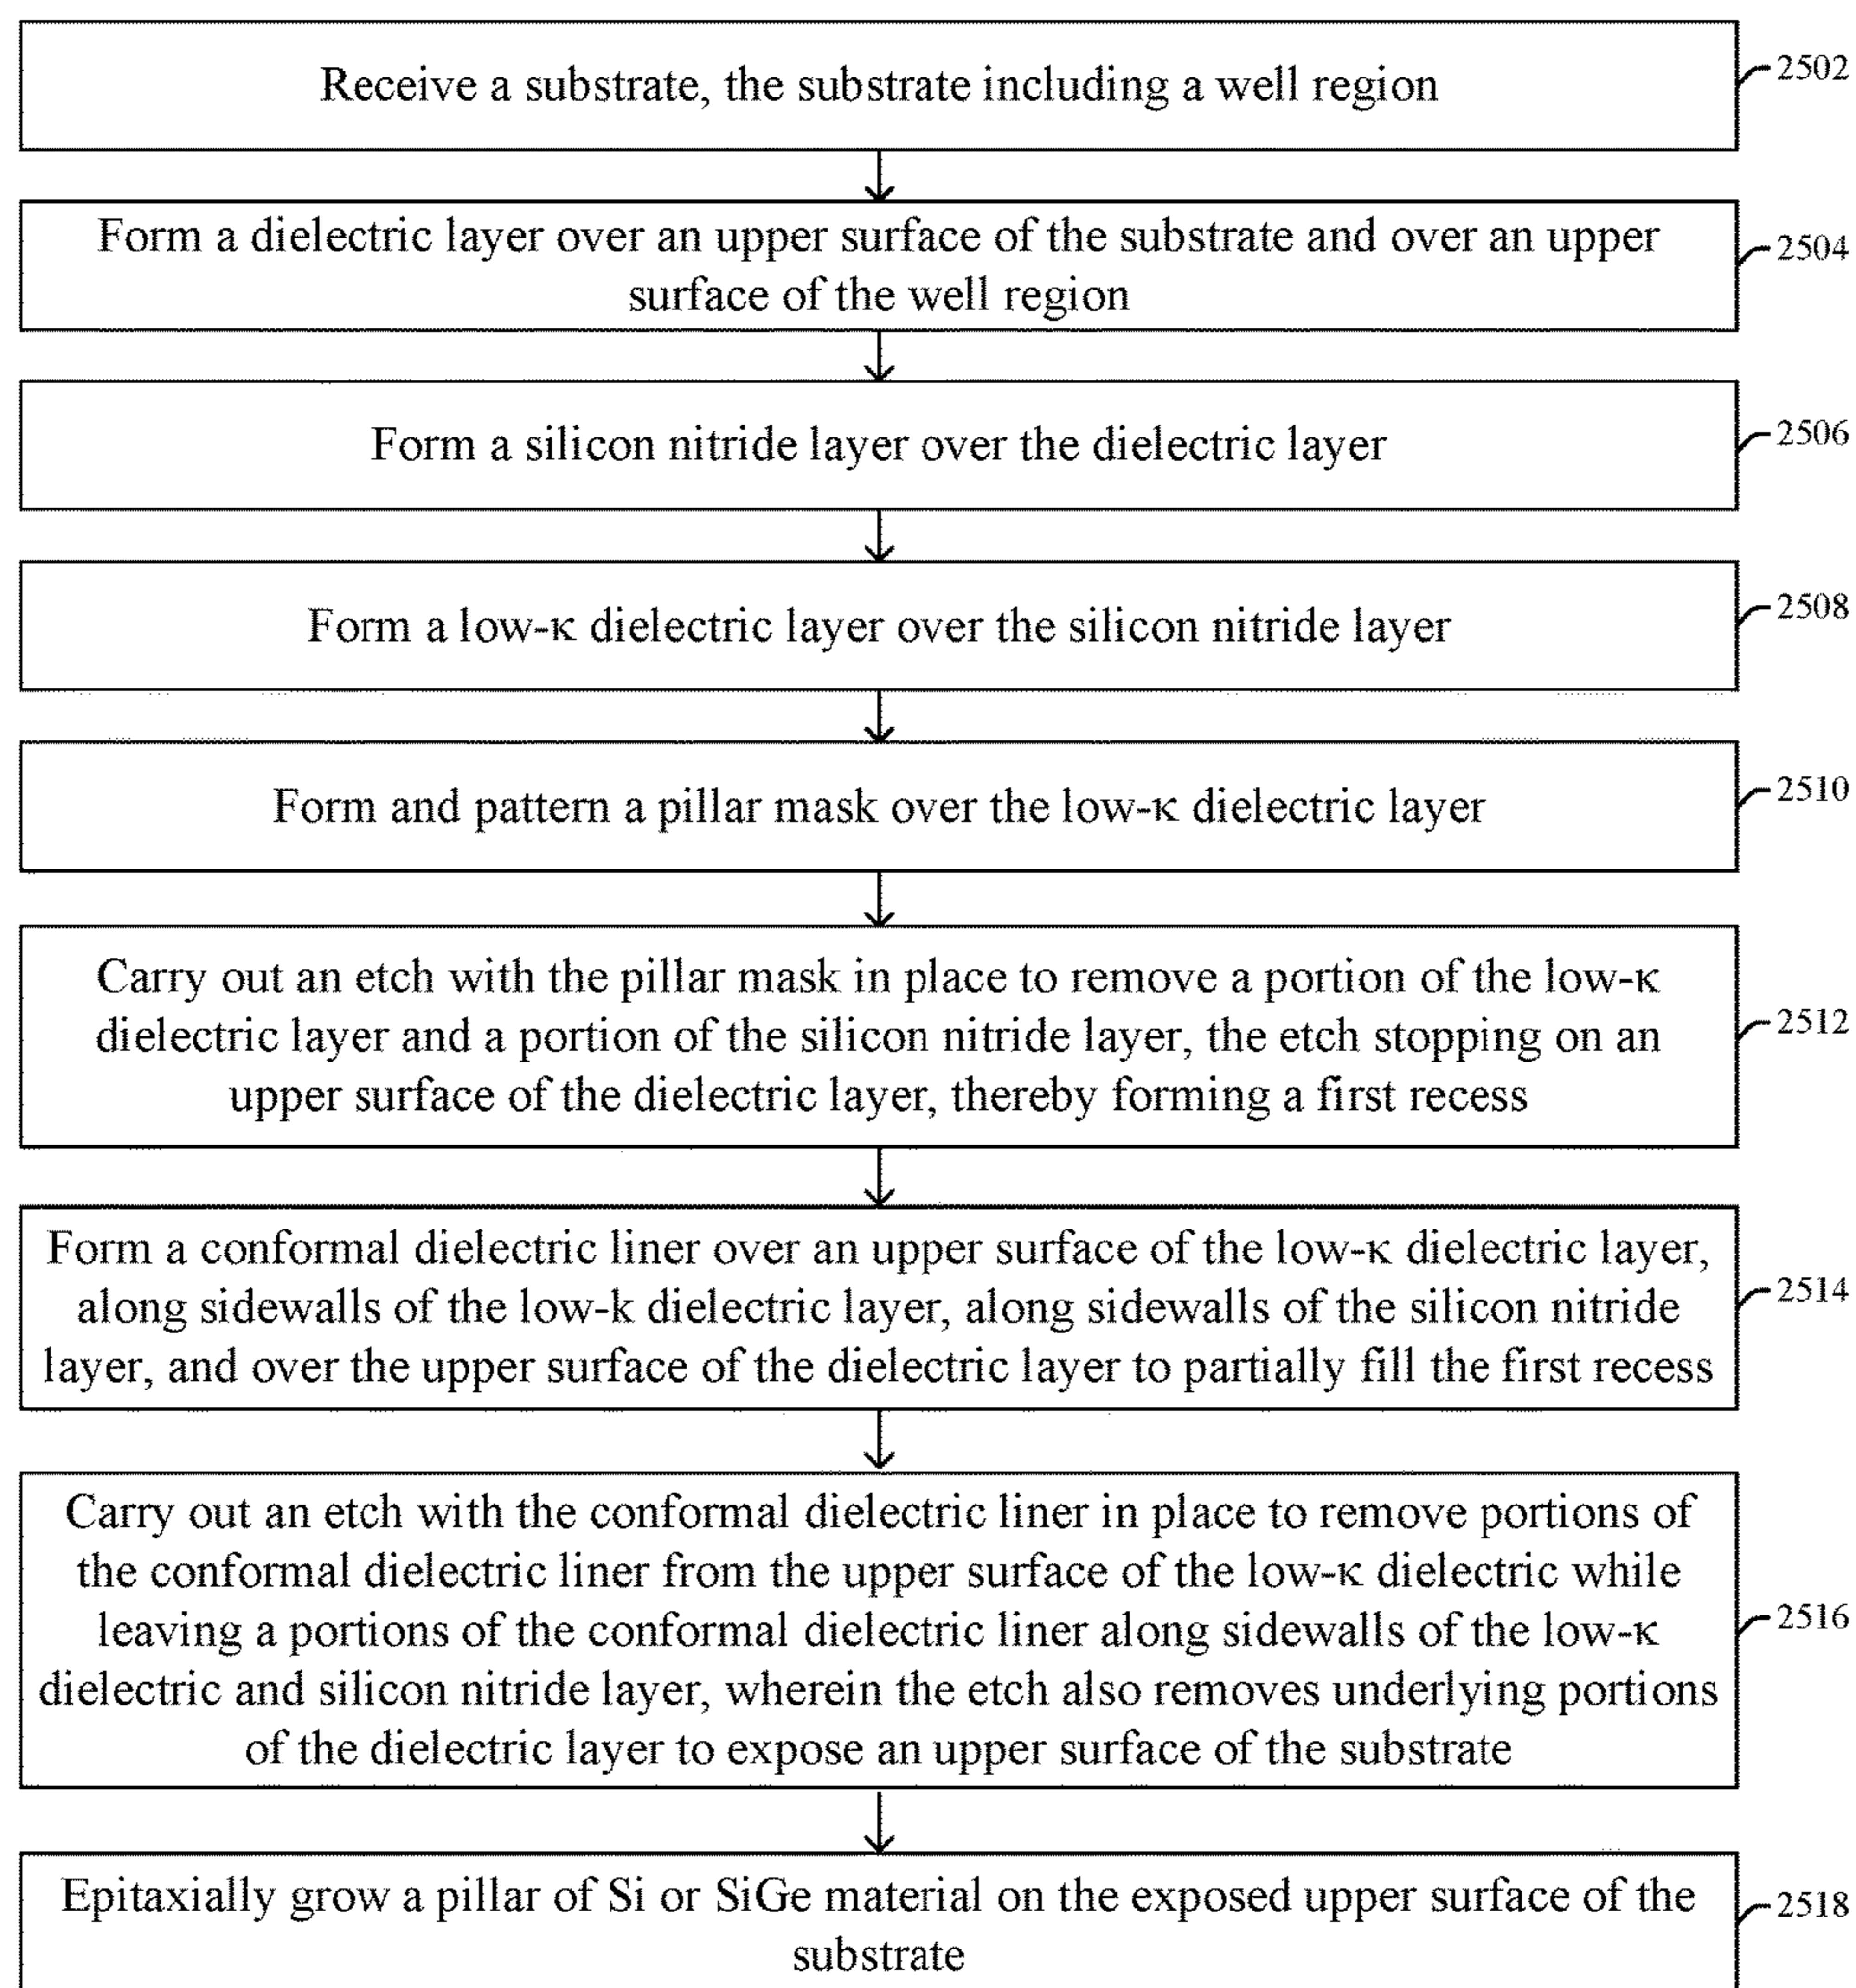 Receive a substrate, the substrate including a well region
2502
Form a dielectric layer over an upper surface of the substrate and over an upper
surface of the well region
2504
Form a silicon nitride layer over the dielectric layer
2506
Form a low-κ dielectric layer over the silicon nitride layer
2508
Form and pattern a pillar mask over the low-κ dielectric layer
2510
Carry out an etch with the pillar mask in place to remove a portion of the low-κ
dielectric layer and a portion of the silicon nitride layer, the etch stopping on an
upper surface of the dielectric layer, thereby forming a first recess
2512
Form a conformal dielectric liner over an upper surface of the low-κ dielectric layer,
along sidewalls of the low-k dielectric layer, along sidewalls of the silicon nitride
layer, and over the upper surface of the dielectric layer to partially fill the first recess
2514
Carry out an etch with the conformal dielectric liner in place to remove portions of
the conformal dielectric liner from the upper surface of the low-κ dielectric while
leaving a portions of the conformal dielectric liner along sidewalls of the low-κ
dielectric and silicon nitride layer, wherein the etch also removes underlying portions
of the dielectric layer to expose an upper surface of the substrate
2516
Epitaxially grow a pillar of Si or SiGe material on the exposed upper surface of the
substrate
2518